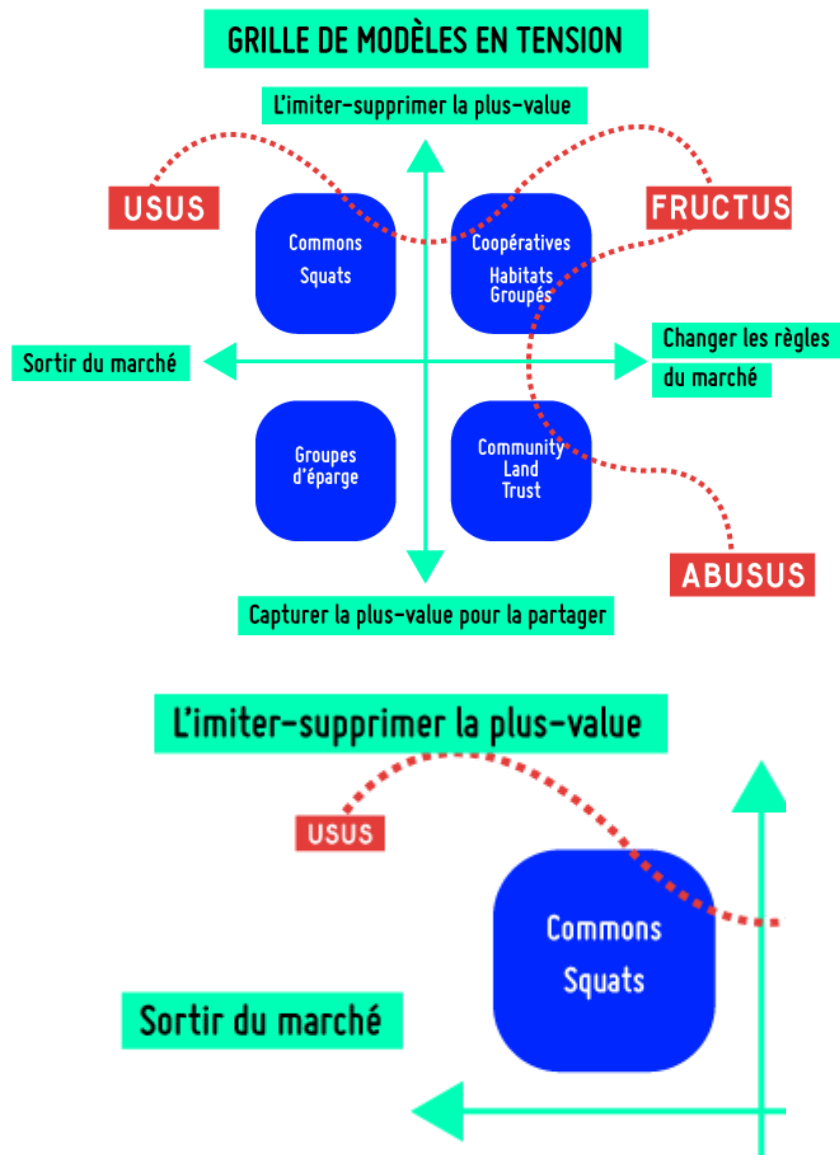 GRILLE DE MODÈLES EN TENSION
L'imiter-supprimer la plus-value
USUS
FRUCTUS
Commons
Squats
Coopératives
Habitats
Groupés
Sortir du marché
Changer les règles
du marché
Groupes
d'éparge
Community
Land
Trust
ABUSUS
Capturer la plus-value pour la partager
L'imiter-supprimer la plus-value
USUS
Commons
Squats
Sortir du marché